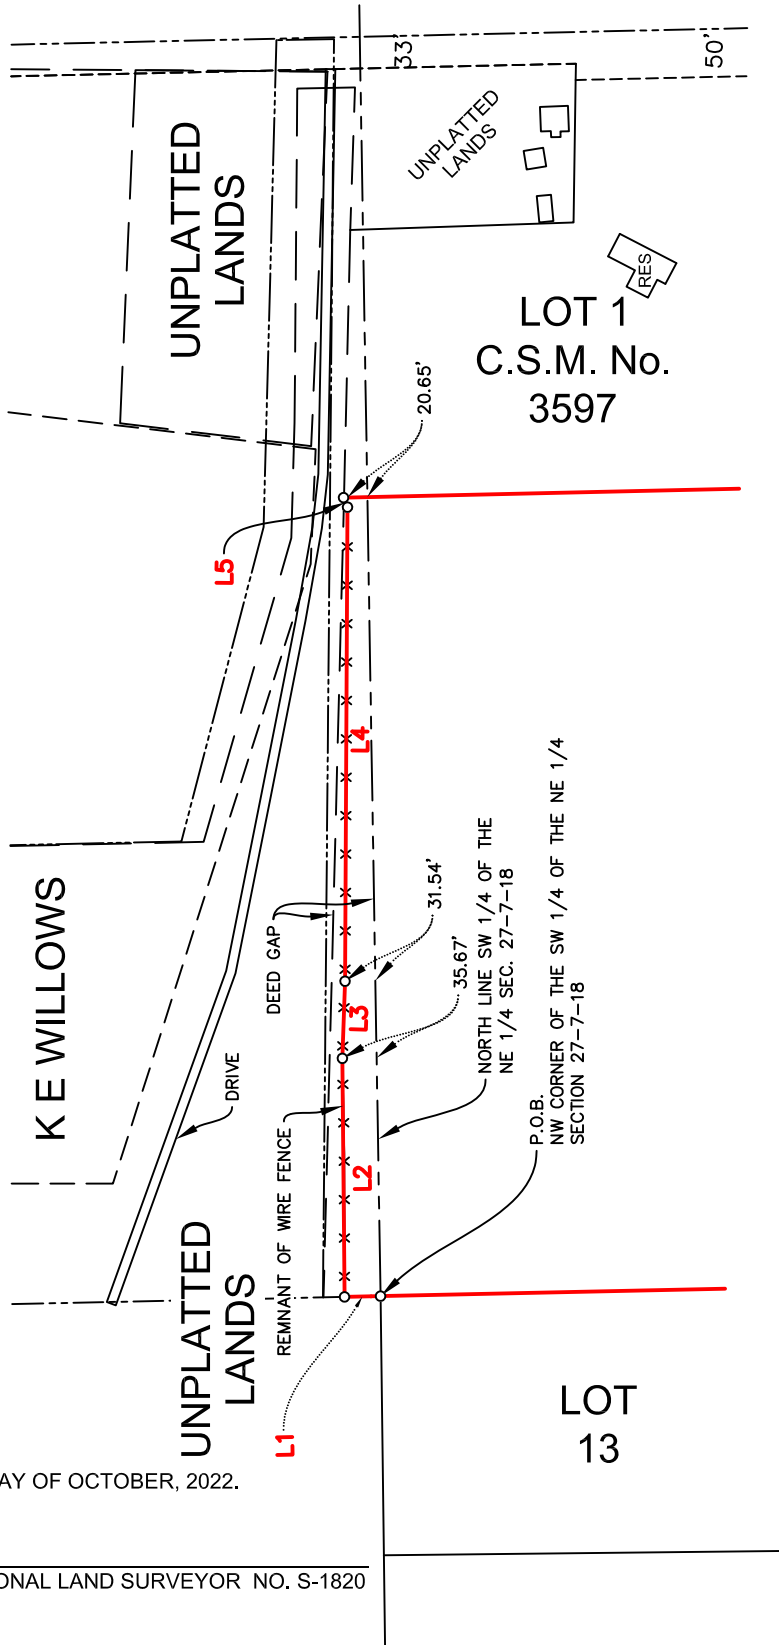 33'
50'
UNPLATTED
LANDS
UNPLATTED
LANDS
RES
LOT 1
C.S.M. No.
3597
20.65'
L5
L4
K E WILLOWS
DEED GAP
31.54'
35.67'
L3
NORTH LINE SW 1/4 OF THE
NE 1/4 SEC. 27-7-18
DRIVE
P.O.B.
NW CORNER OF THE SW 1/4 OF THE NE 1/4
SECTION 27-7-18
REMNANT OF WIRE FENCE
L2
UNPLATTED
LANDS
L1
LOT
13
AY OF OCTOBER, 2022.
ONAL LAND SURVEYOR NO. S-1820